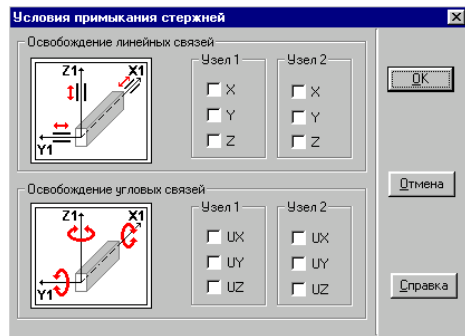 Условия примыкания стержней
Освобождение линейных связей
Z1 X1
Y1
Узел 1
X
Y
Z
Узел 2
X
Y
Z
OK
Освобождение угловых связей
Z1 X1
Y1
Узел 1
UX
UY
UZ
Узел 2
UX
UY
UZ
Отмена
Справка